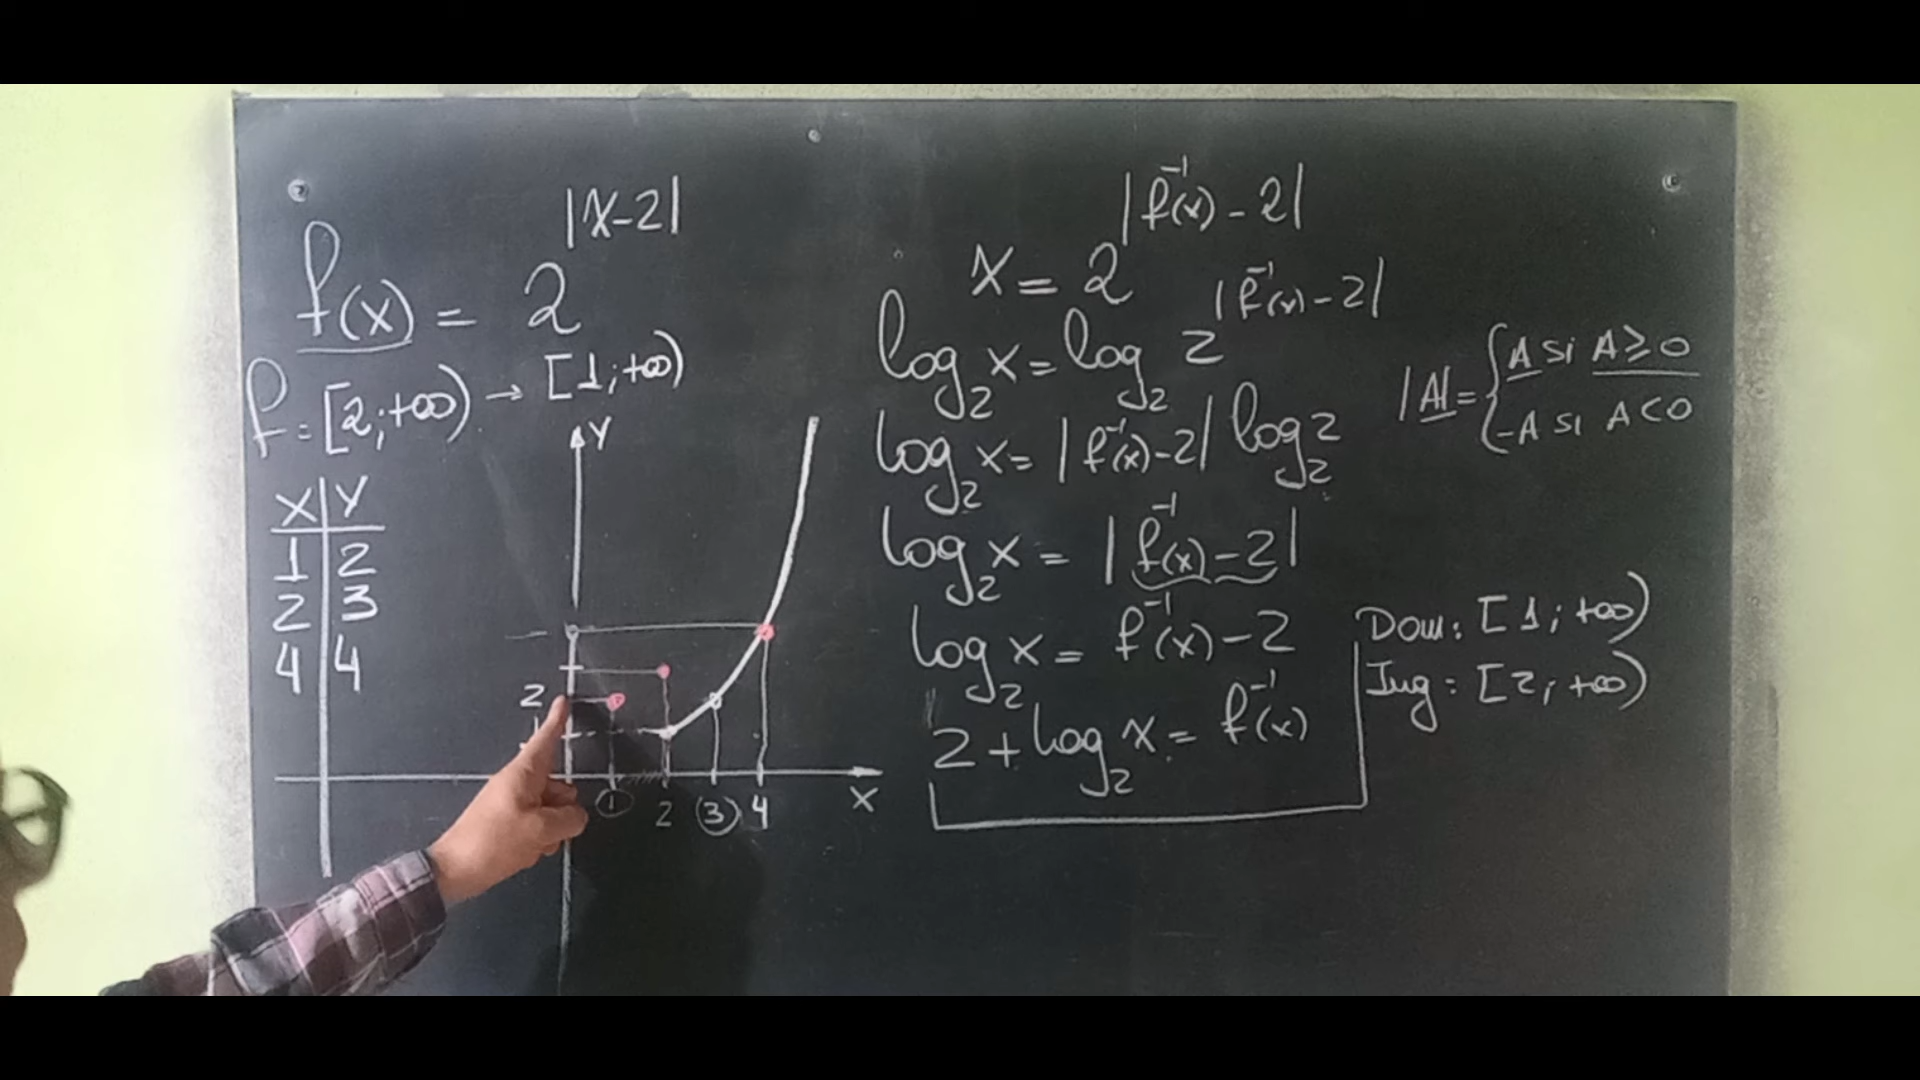 f(x) = 2^|x-2|
f = [2;+∞) → [1;+∞)
X Y
1 2
2 3
4 4
Y
2
1
1 2 3 4 X
x = 2^|f⁻¹(x) - 2|
log₂ x = log₂ 2^|f⁻¹(x) - 2|
log₂ x = |f⁻¹(x) - 2| log₂ 2
log₂ x = |f⁻¹(x) - 2|
log₂ x = f⁻¹(x) - 2
2 + log₂ x = f⁻¹(x)
|A| = { A si A ≥ 0
-A si A < 0
Dom: [1; +∞)
Img: [2; +∞)